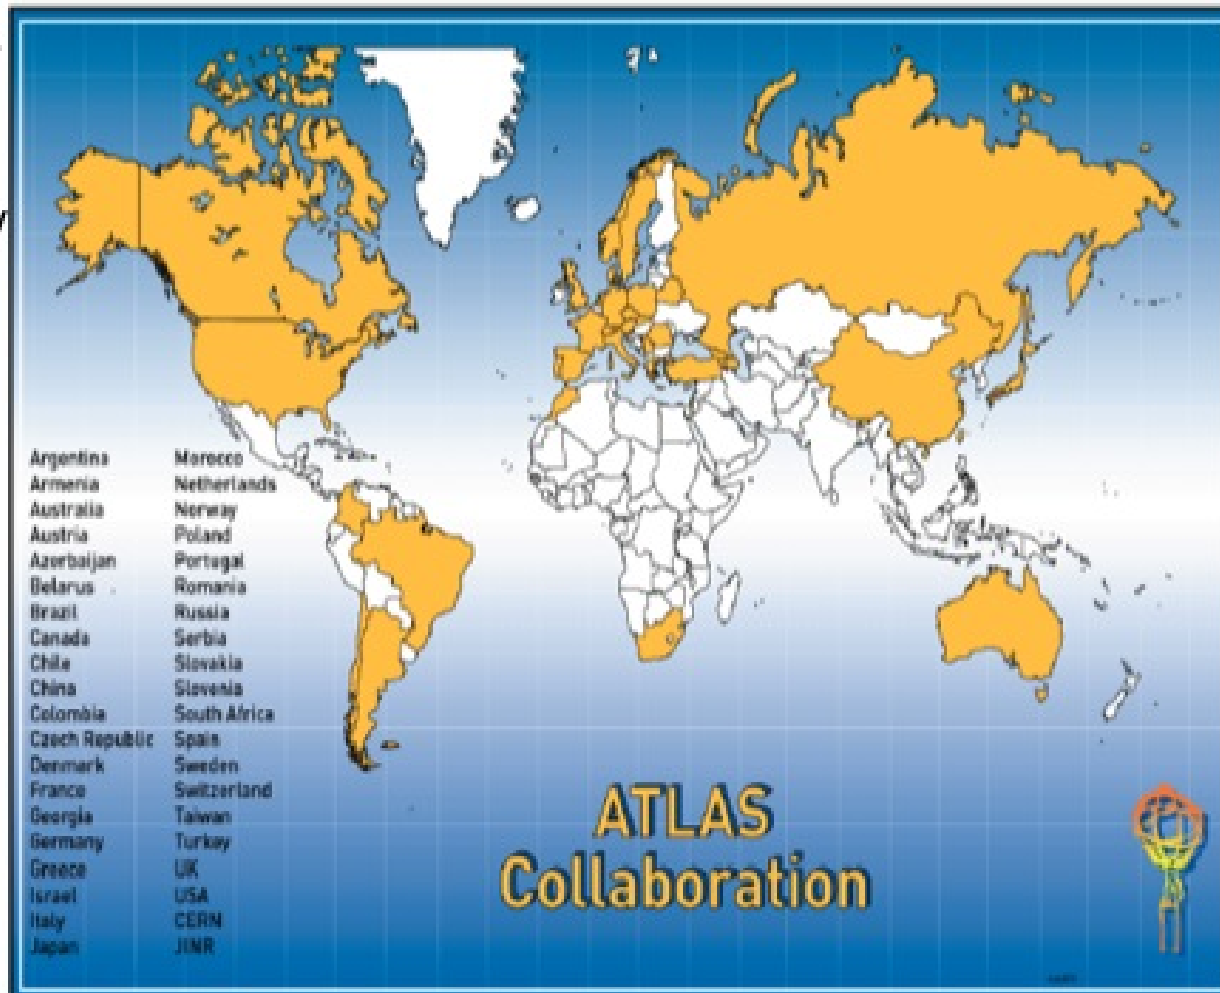 y
Argentina
Armenia
Australia
Austria
Azerbaijan
Belarus
Brazil
Canada
Chile
China
Colombia
Czech Republic
Denmark
France
Georgia
Germany
Greece
Israel
Italy
Japan
Morocco
Netherlands
Norway
Poland
Portugal
Romania
Russia
Serbia
Slovakia
Slovenia
South Africa
Spain
Sweden
Switzerland
Taiwan
Turkey
UK
USA
CERN
JINR
ATLAS
Collaboration